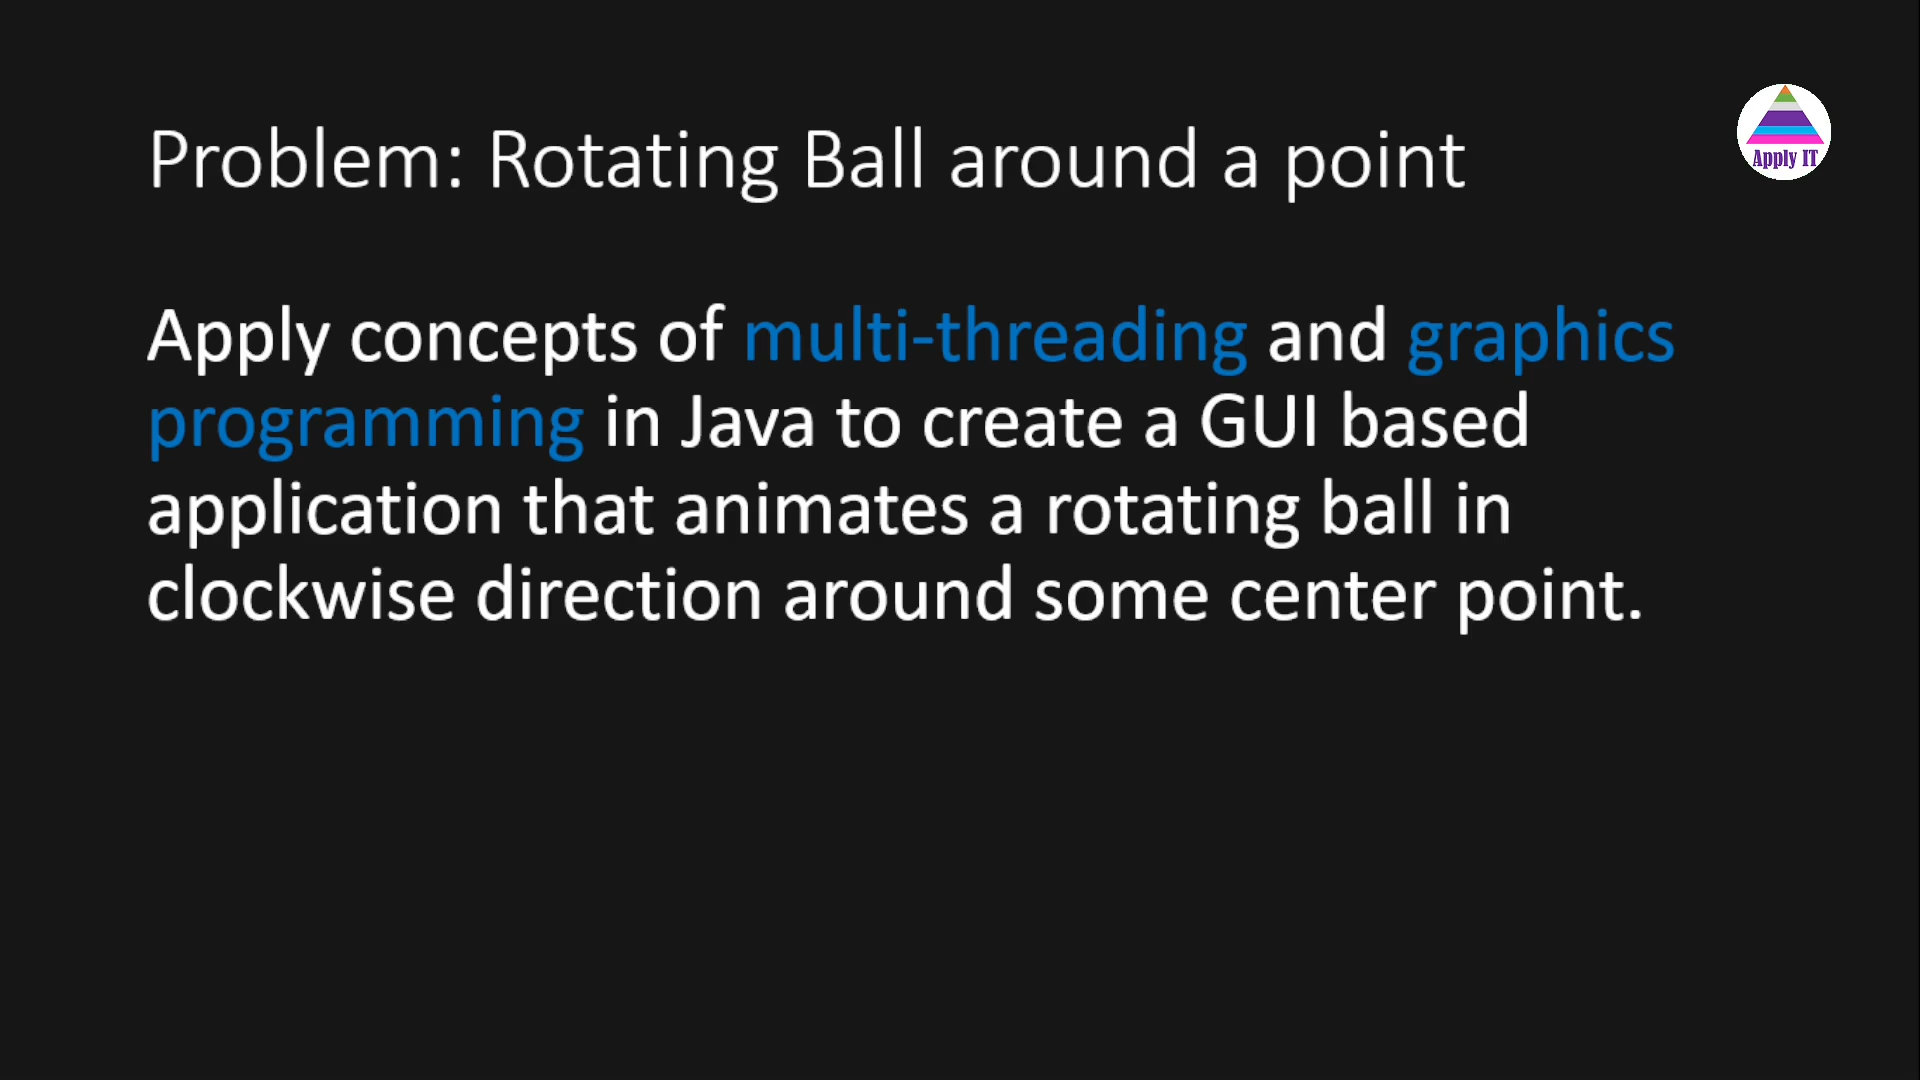 Problem: Rotating Ball around a point
Apply IT
Apply concepts of multi-threading and graphics
programming in Java to create a GUI based
application that animates a rotating ball in
clockwise direction around some center point.